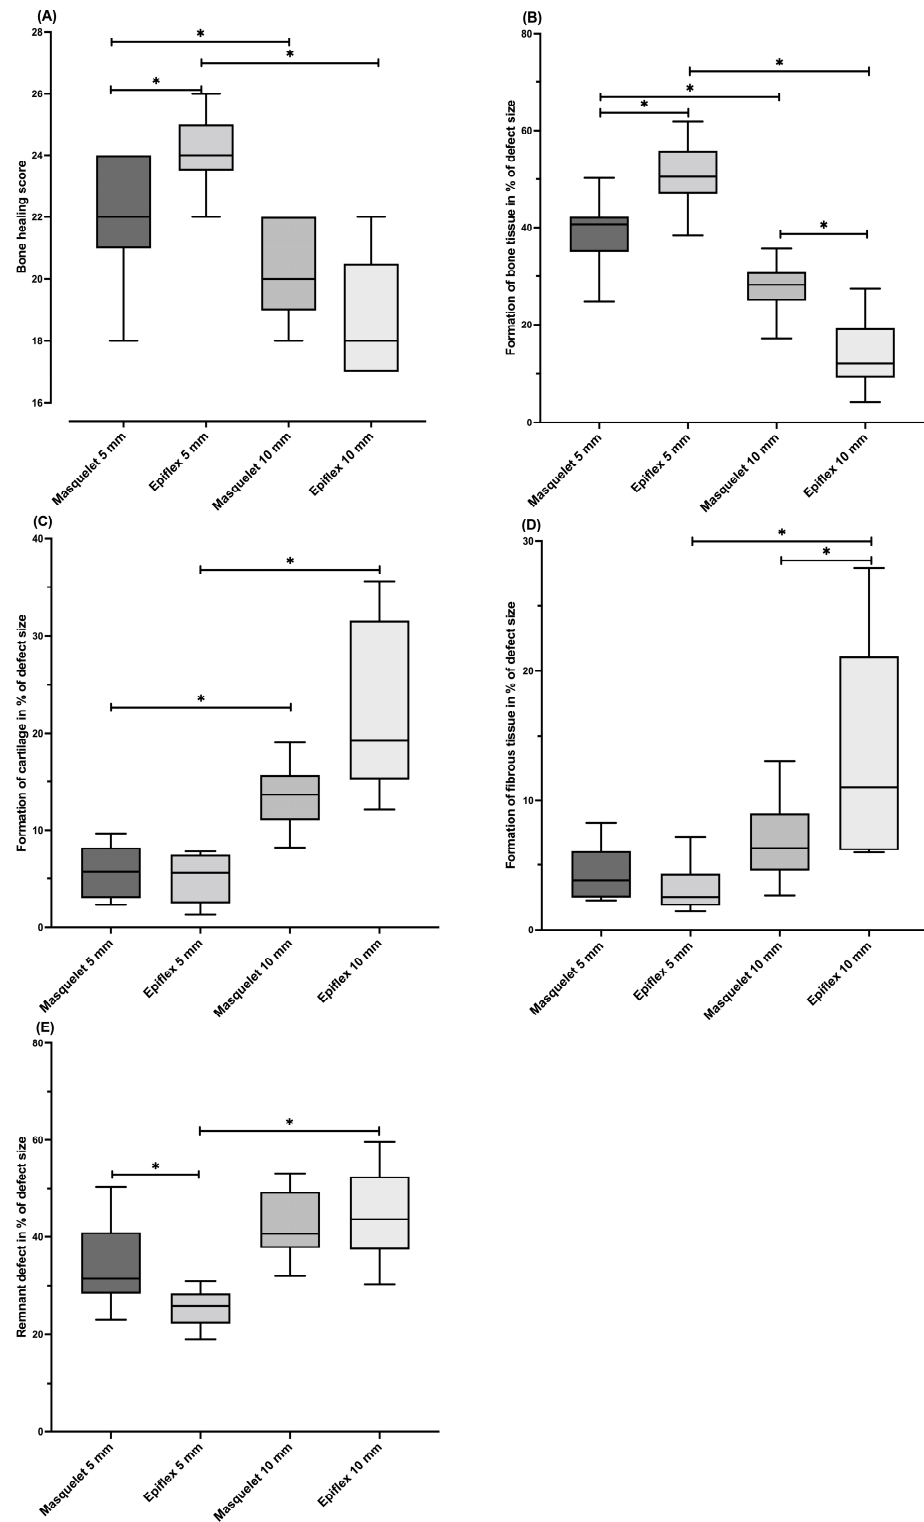 (A)
Bone healing score
28
26
24
22
20
18
16
*
*
*
Masquelet 5 mm
Epiflex 5 mm
Masquelet 10 mm
Epiflex 10 mm
(B)
Formation of bone tissue in % of defect size
80
60
40
20
0
*
*
*
*
Masquelet 5 mm
Epiflex 5 mm
Masquelet 10 mm
Epiflex 10 mm
(C)
Formation of cartilage in % of defect size
40
30
20
10
0
*
*
Masquelet 5 mm
Epiflex 5 mm
Masquelet 10 mm
Epiflex 10 mm
(D)
Formation of fibrous tissue in % of defect size
30
20
10
0
*
*
Masquelet 5 mm
Epiflex 5 mm
Masquelet 10 mm
Epiflex 10 mm
(E)
Remnant defect in % of defect size
80
60
40
20
0
*
*
Masquelet 5 mm
Epiflex 5 mm
Masquelet 10 mm
Epiflex 10 mm